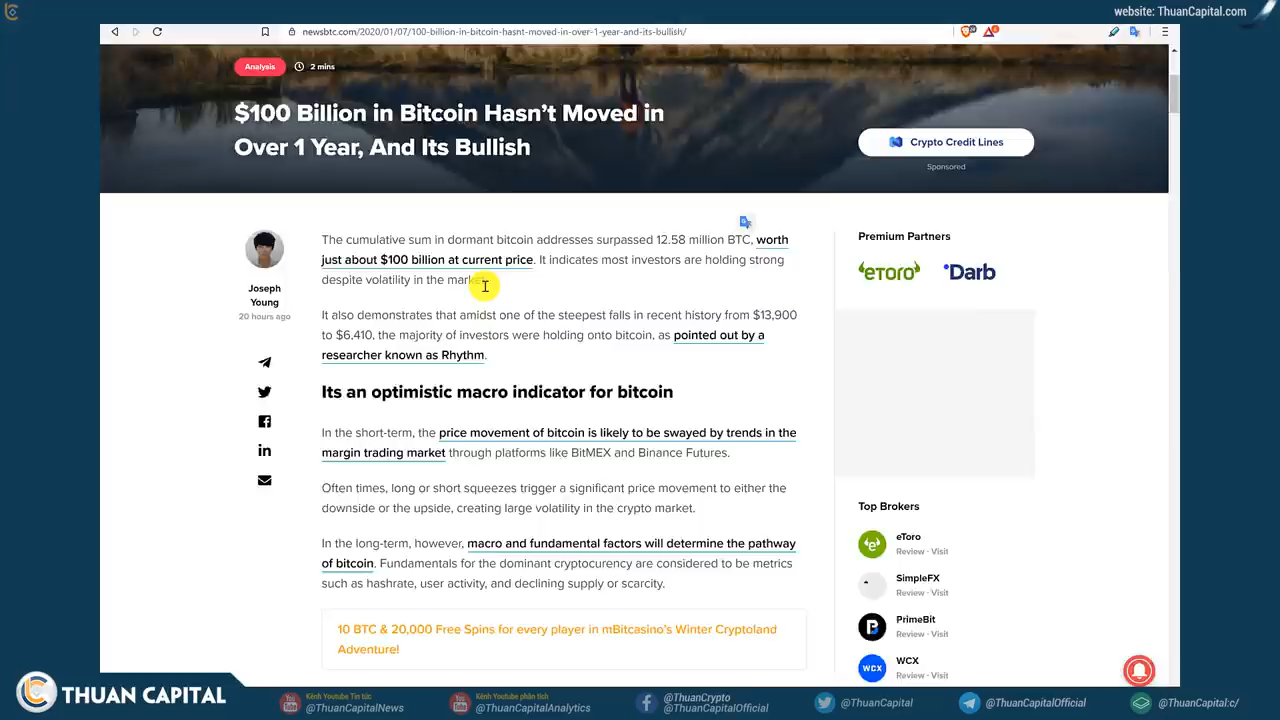 website: ThuanCapital.com
newsbtc.com/2020/01/07/100-billion-in-bitcoin-hasnt-moved-in-over-1-year-and-its-bullish/
Analysis
2 mins
$100 Billion in Bitcoin Hasn't Moved in
Over 1 Year, And Its Bullish
Crypto Credit Lines
Sponsored
Joseph
Young
20 hours ago
The cumulative sum in dormant bitcoin addresses surpassed 12.58 million BTC, worth
just about $100 billion at current price. It indicates most investors are holding strong
despite volatility in the market.
It also demonstrates that amidst one of the steepest falls in recent history from $13,900
to $6,410, the majority of investors were holding onto bitcoin, as pointed out by a
researcher known as Rhythm.
Its an optimistic macro indicator for bitcoin
In the short-term, the price movement of bitcoin is likely to be swayed by trends in the
margin trading market through platforms like BitMEX and Binance Futures.
Often times, long or short squeezes trigger a significant price movement to either the
downside or the upside, creating large volatility in the crypto market.
In the long-term, however, macro and fundamental factors will determine the pathway
of bitcoin. Fundamentals for the dominant cryptocurrency are considered to be metrics
such as hashrate, user activity, and declining supply or scarcity.
10 BTC & 20,000 Free Spins for every player in mBitcasino's Winter Cryptoland
Adventure!
Premium Partners
eToro
Darb
Top Brokers
eToro
Review · Visit
SimpleFX
Review · Visit
PrimeBit
Review · Visit
WCX
WCX
Review · Visit
THUAN CAPITAL
Kênh Youtube Tin tức
@ThuanCapitalNews
Kênh Youtube phân tích
@ThuanCapitalAnalytics
@ThuanCrypto
@ThuanCapitalOfficial
@ThuanCapital
@ThuanCapitalOfficial
@ThuanCapital:c/